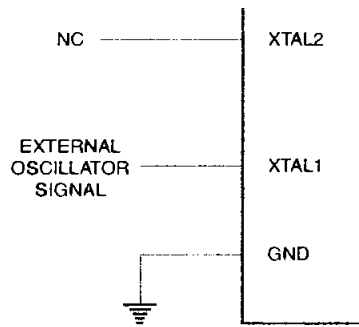 NC
XTAL2
EXTERNAL
OSCILLATOR
SIGNAL
XTAL1
GND